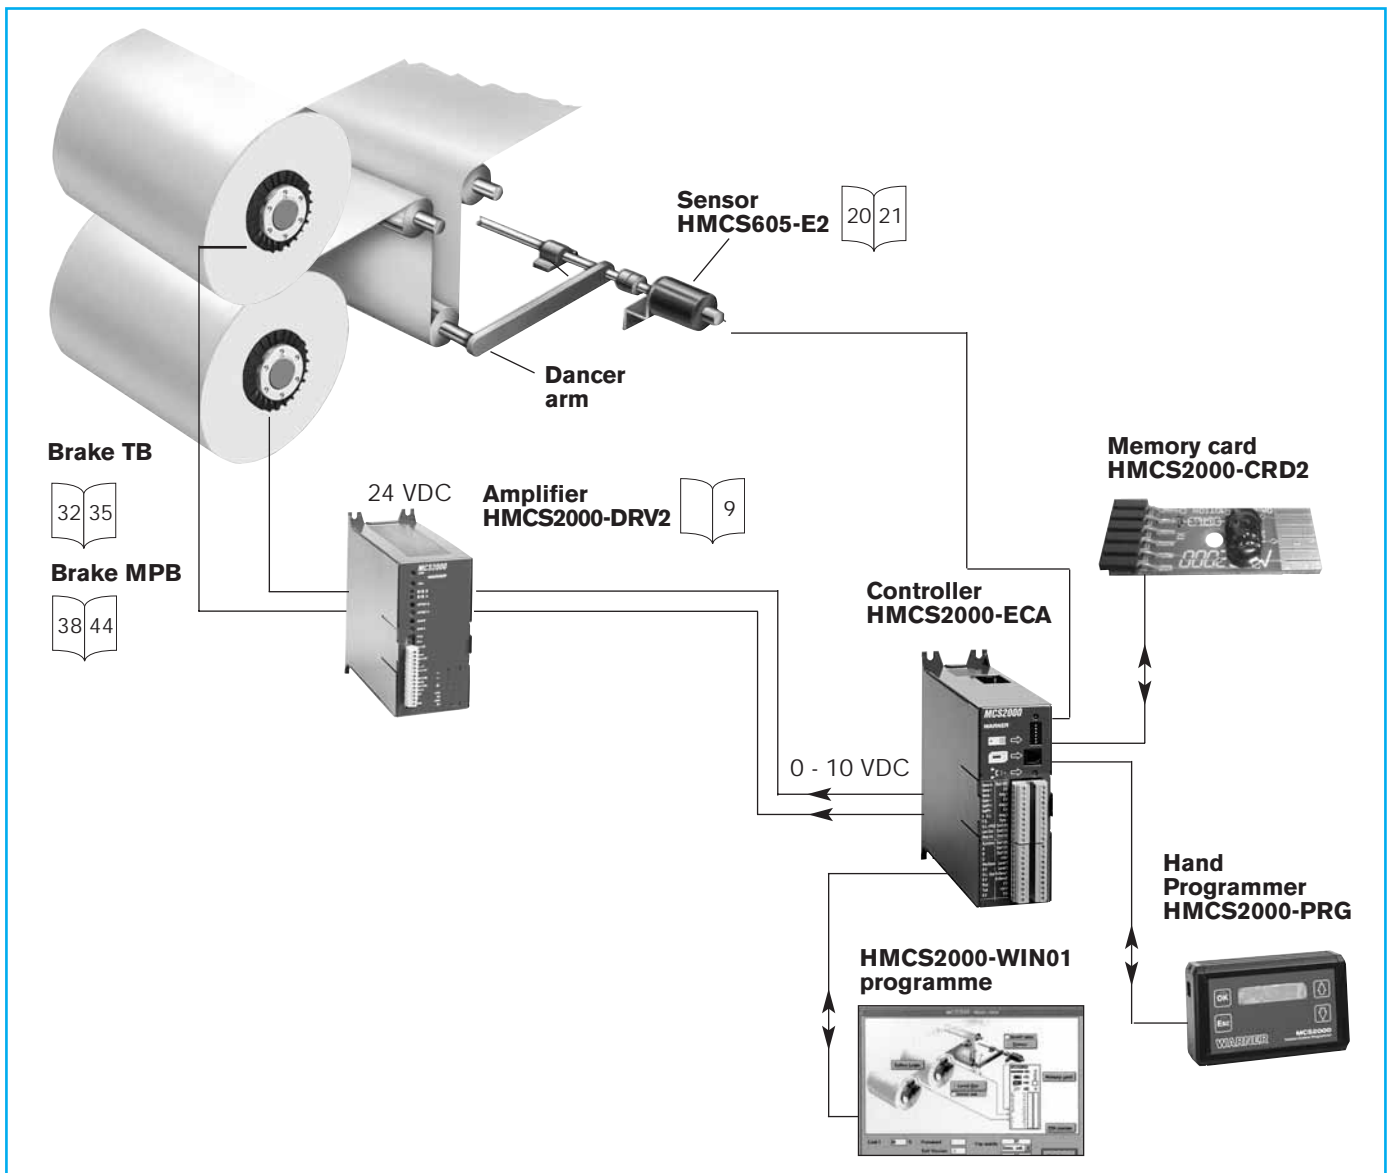 Sensor
HMCS605-E2
20 21
Dancer
arm
Brake TB
32 35
Brake MPB
38 44
24 VDC
Amplifier
HMCS2000-DRV2
9
MCS2000
Memory card
HMCS2000-CRD2
Controller
HMCS2000-ECA
MCS2000
WARNER
0 - 10 VDC
Hand
Programmer
HMCS2000-PRG
OK
Esc
WARNER
MCS2000
HMCS2000-WIN01
programme